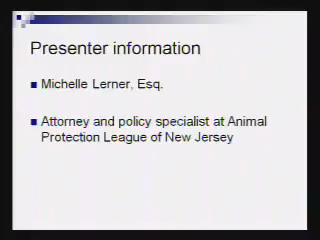 Presenter information
Michelle Lerner, Esq.
Attorney and policy specialist at Animal
Protection League of New Jersey